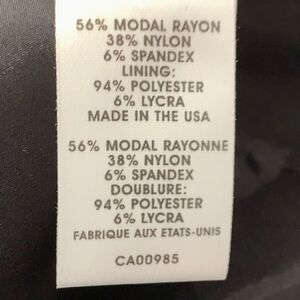 56% MODAL RAYON
38% NYLON
6% SPANDEX
LINING:
94% POLYESTER
6% LYCRA
MADE IN THE USA
56% MODAL RAYONNE
38% NYLON
6% SPANDEX
DOUBLURE:
94% POLYESTER
6% LYCRA
FABRIQUE AUX ETATS-UNIS
CA00985